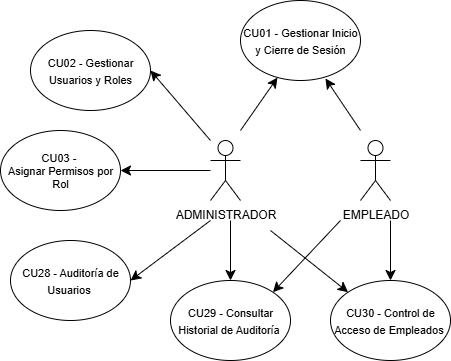 CU01 - Gestionar Inicio
y Cierre de Sesión
CU02 - Gestionar
Usuarios y Roles
CU03 -
Asignar Permisos por
Rol
ADMINISTRADOR
EMPLEADO
CU28 - Auditoría de
Usuarios
CU29 - Consultar
Historial de Auditoría
CU30 - Control de
Acceso de Empleados